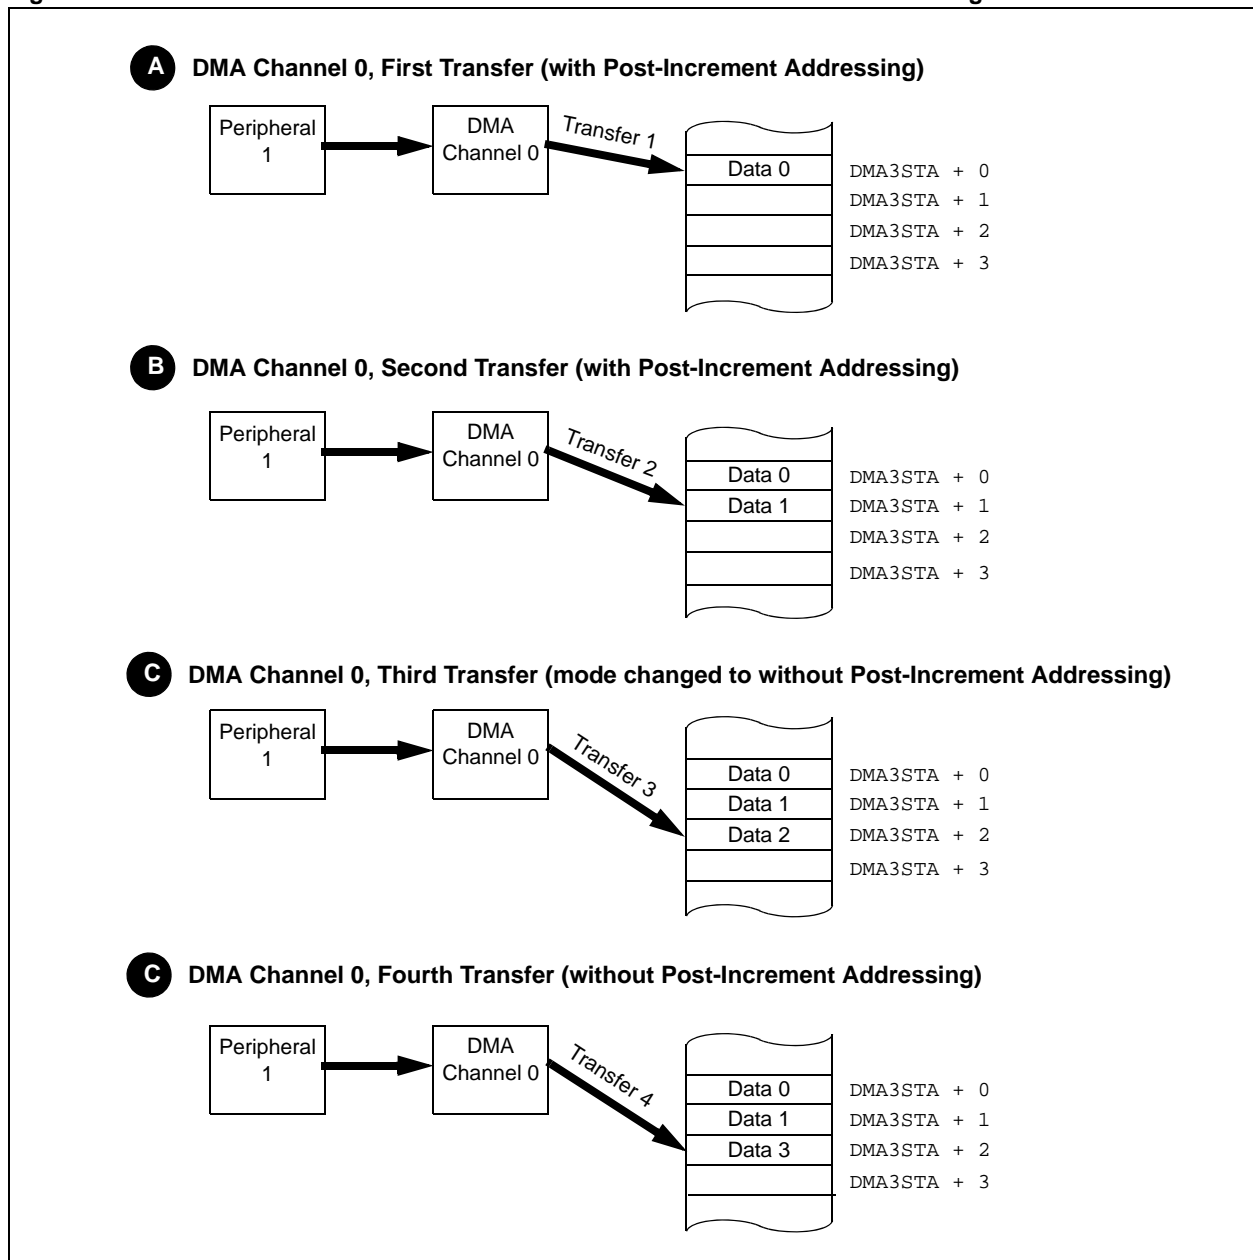 A DMA Channel 0, First Transfer (with Post-Increment Addressing)
Peripheral
1
DMA
Channel 0
Transfer 1
Data 0
DMA3STA + 0
DMA3STA + 1
DMA3STA + 2
DMA3STA + 3
B DMA Channel 0, Second Transfer (with Post-Increment Addressing)
Peripheral
1
DMA
Channel 0
Transfer 2
Data 0
Data 1
DMA3STA + 0
DMA3STA + 1
DMA3STA + 2
DMA3STA + 3
C DMA Channel 0, Third Transfer (mode changed to without Post-Increment Addressing)
Peripheral
1
DMA
Channel 0
Transfer 3
Data 0
Data 1
Data 2
DMA3STA + 0
DMA3STA + 1
DMA3STA + 2
DMA3STA + 3
C DMA Channel 0, Fourth Transfer (without Post-Increment Addressing)
Peripheral
1
DMA
Channel 0
Transfer 4
Data 0
Data 1
Data 3
DMA3STA + 0
DMA3STA + 1
DMA3STA + 2
DMA3STA + 3